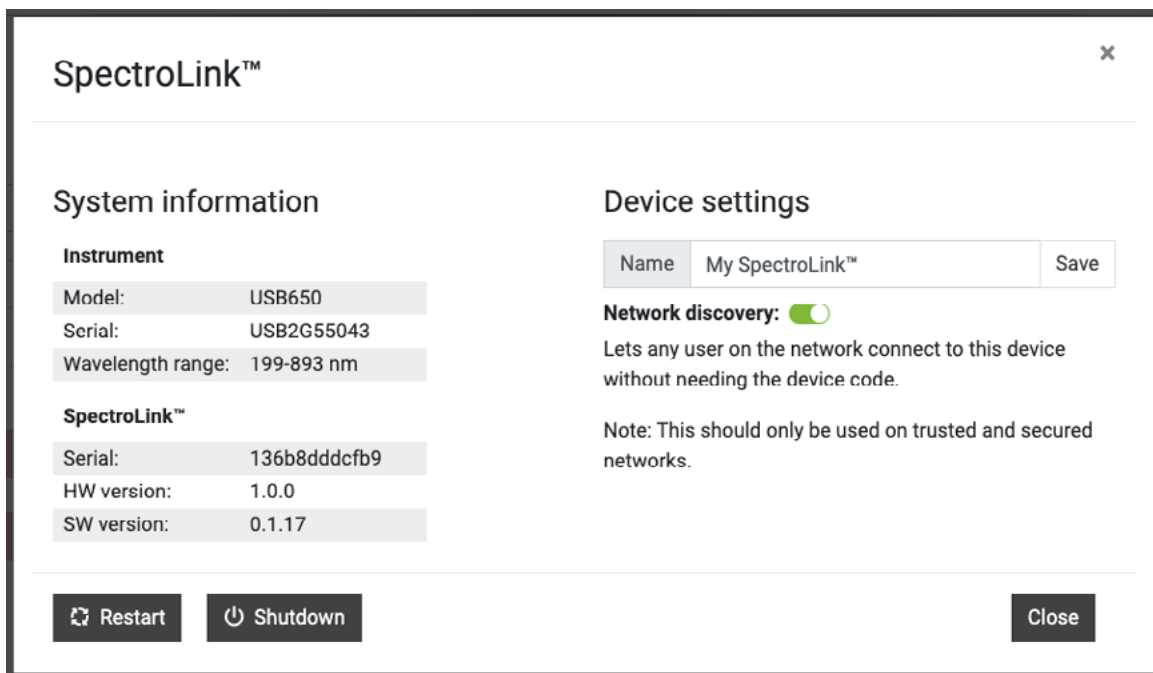 SpectroLink™
×
System information
Instrument
Model: USB650
Serial: USB2G55043
Wavelength range: 199-893 nm
SpectroLink™
Serial: 136b8dddcfb9
HW version: 1.0.0
SW version: 0.1.17
Device settings
Name My SpectroLink™ Save
Network discovery:
Lets any user on the network connect to this device
without needing the device code.
Note: This should only be used on trusted and secured
networks.
Restart Shutdown Close